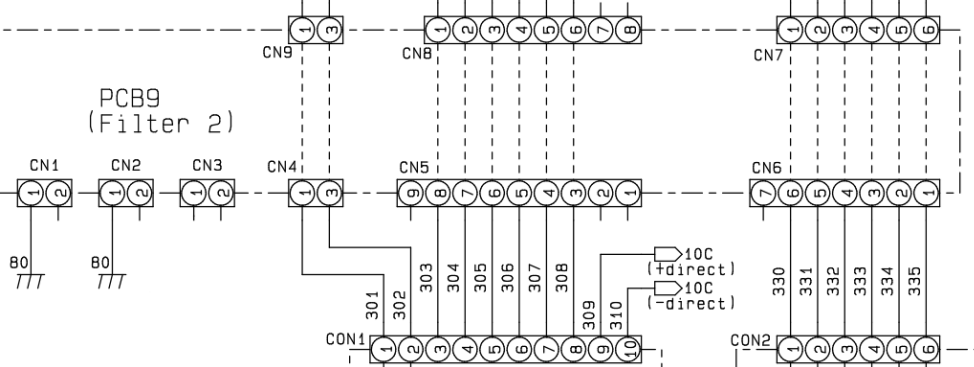 1 3
1 2 3 4 5 6 7 8
1 2 3 4 5 6
CN9
CN8
CN7
PCB9
(Filter 2)
CN1
CN2
CN3
CN4
CN5
CN6
1 2
1 2
1 2
1 3
9 8 7 6 5 4 3 2 1
7 6 5 4 3 2 1
80
80
301
302
303
304
305
306
307
308
309
310
10C
(+direct)
10C
(-direct)
330
331
332
333
334
335
CON1
1 2 3 4 5 6 7 8 9 10
CON2
1 2 3 4 5 6